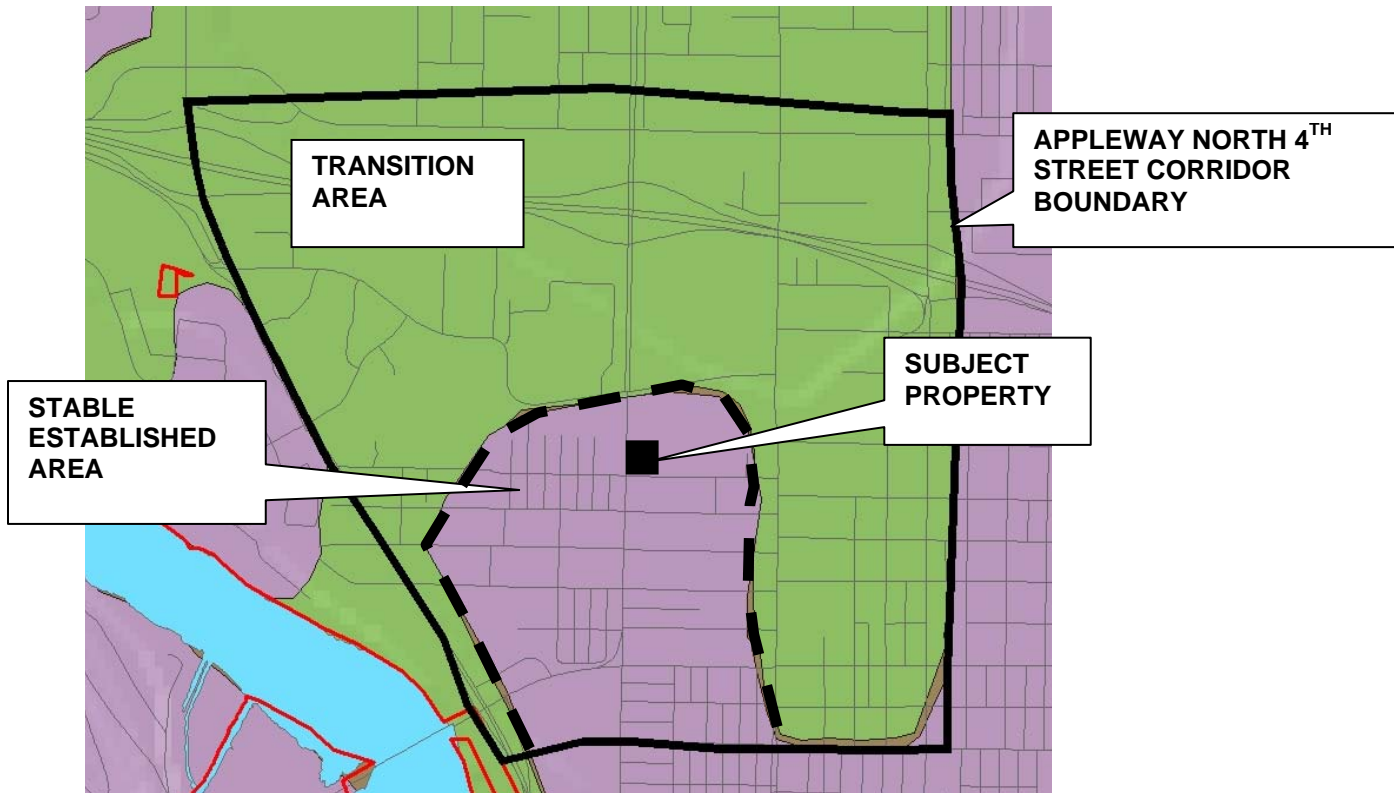 TRANSITION
AREA
APPLEWAY NORTH 4TH
STREET CORRIDOR
BOUNDARY
SUBJECT
PROPERTY
STABLE
ESTABLISHED
AREA